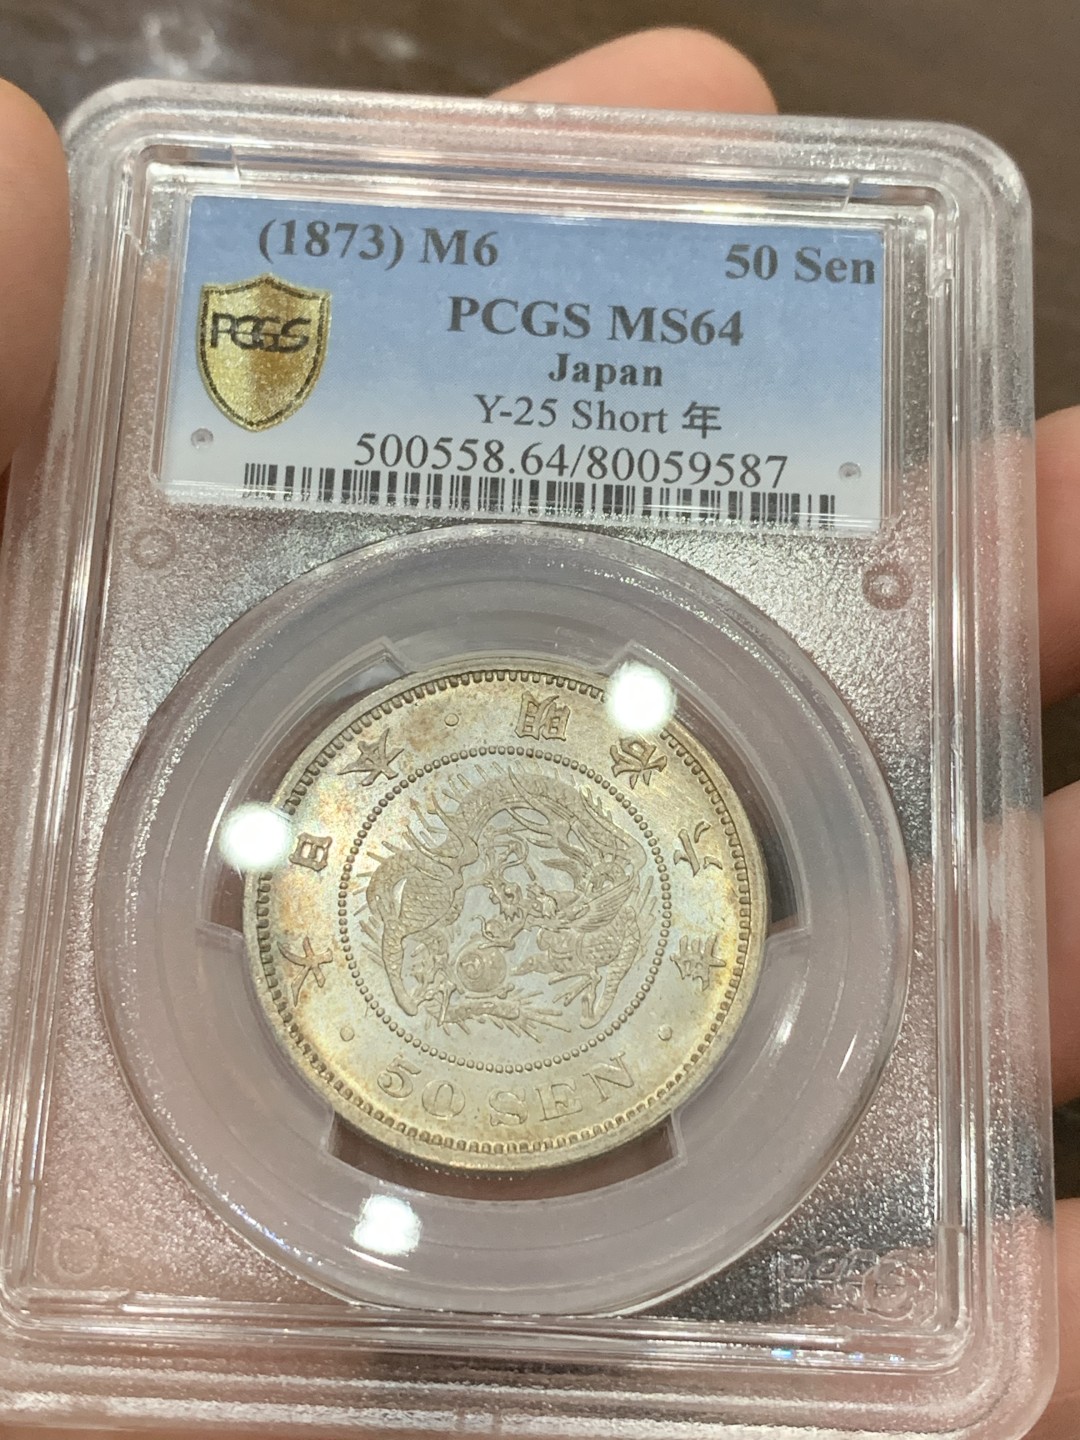 (1873) M6 50 Sen
PCGS
PCGS MS64
Japan
Y-25 Short 年
500558.64/80059587
大日本 · 明治六年
50 SEN